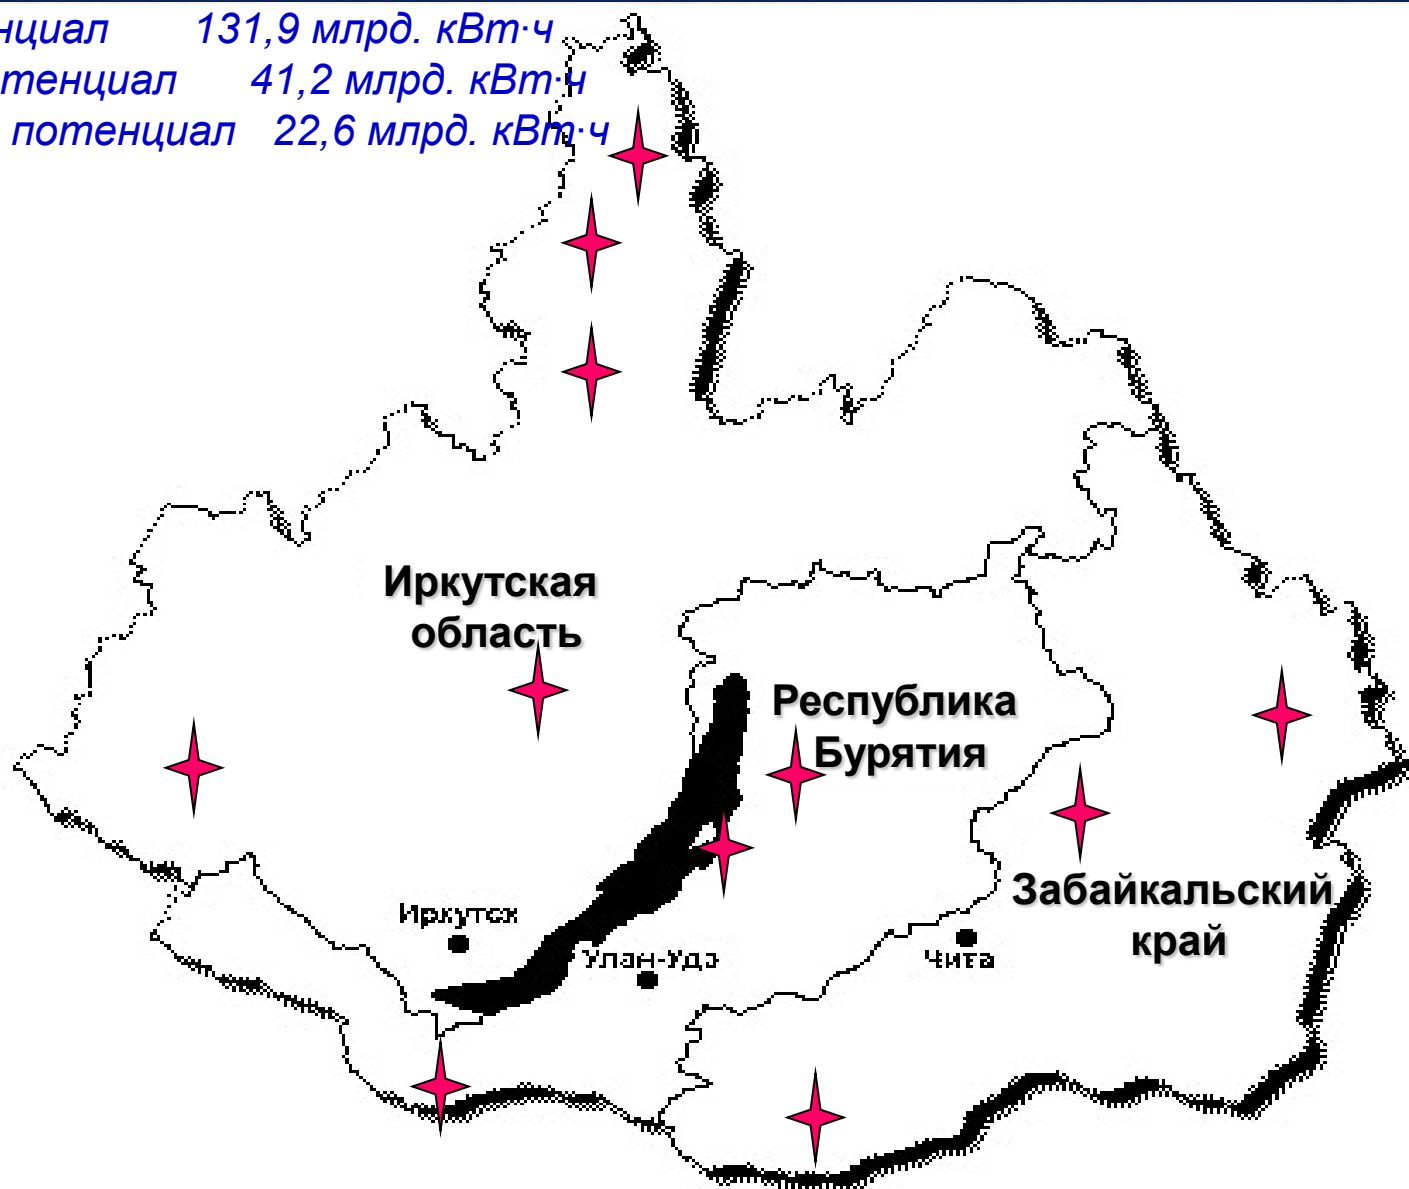 нциал 131,9 млрд. кВт·ч
тенциал 41,2 млрд. кВт·ч
потенциал 22,6 млрд. кВт·ч
Иркутская
область
Республика
Бурятия
Забайкальский
край
Иркутск
Улан-Удэ
Чита